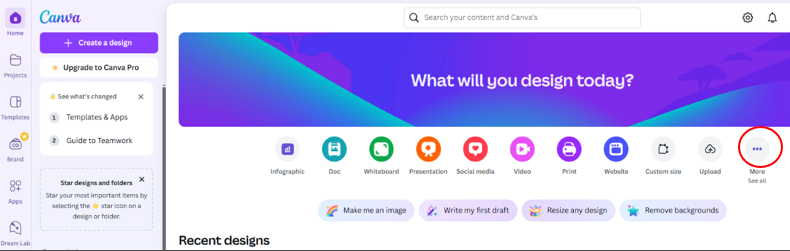 Home
Projects
Templates
Brand
Apps
Dream Lab
Canva
Create a design
Upgrade to Canva Pro
See what's changed
1 Templates & Apps
2 Guide to Teamwork
Star designs and folders
Star your most important items by
selecting the star icon on a
design or folder.
Search your content and Canva's
What will you design today?
Infographic
Doc
Whiteboard
Presentation
Social media
Video
Print
Website
Custom size
Upload
More
See all
Make me an image
Write my first draft
Resize any design
Remove backgrounds
Recent designs